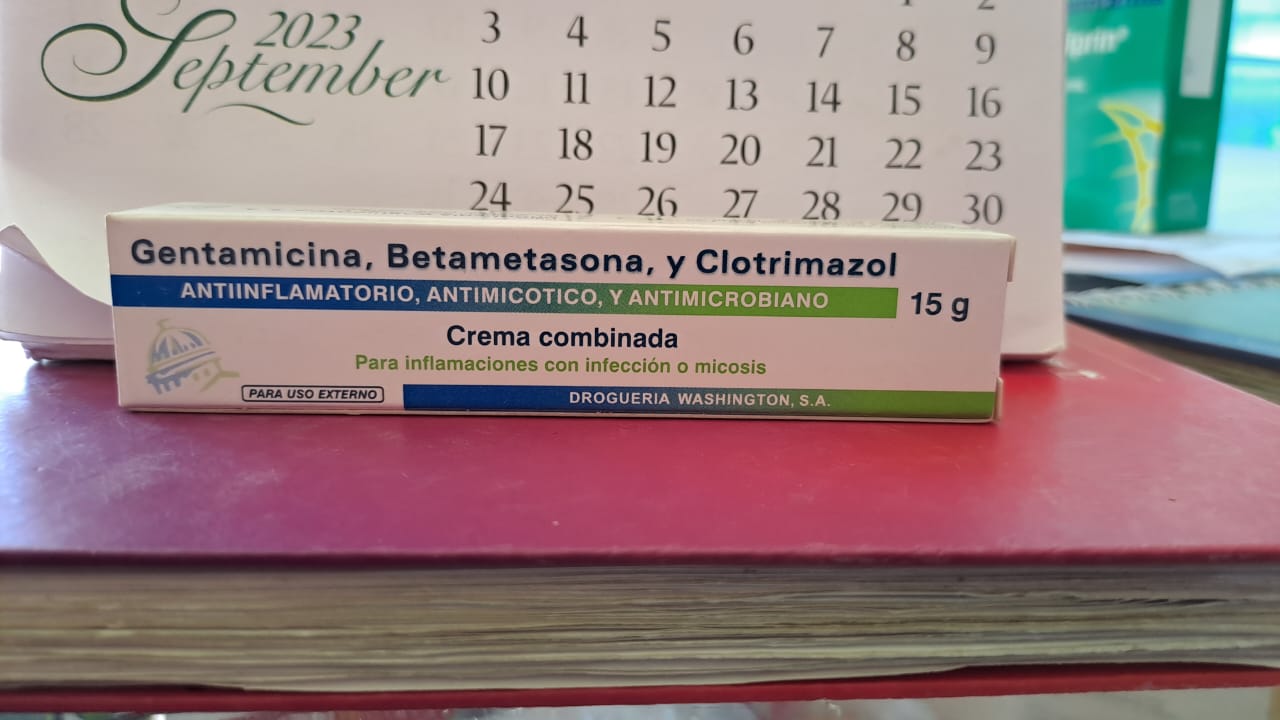 2023
September
3 4 5 6 7 8 9
10 11 12 13 14 15 16
17 18 19 20 21 22 23
24 25 26 27 28 29 30
Gentamicina, Betametasona, y Clotrimazol
ANTIINFLAMATORIO, ANTIMICOTICO, Y ANTIMICROBIANO
15 g
Crema combinada
Para inflamaciones con infección o micosis
PARA USO EXTERNO
DROGUERIA WASHINGTON, S.A.